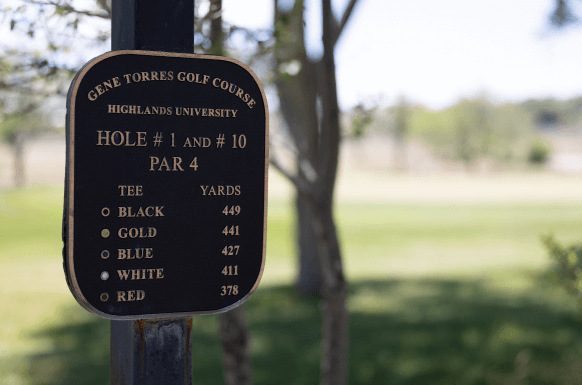 GENE TORRES GOLF COURSE
HIGHLANDS UNIVERSITY
HOLE # 1 AND # 10
PAR 4
TEE YARDS
BLACK 449
GOLD 441
BLUE 427
WHITE 411
RED 378